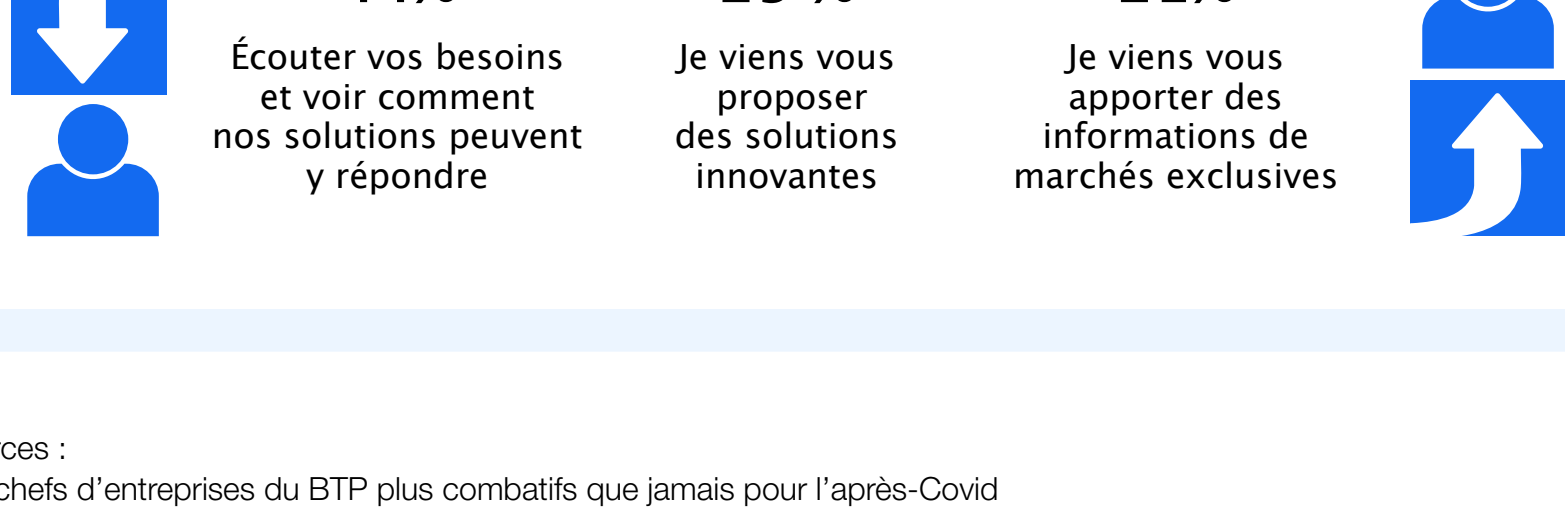 Écouter vos besoins
et voir comment
nos solutions peuvent
y répondre
Je viens vous
proposer
des solutions
innovantes
Je viens vous
apporter des
informations de
marchés exclusives
chefs d’entreprises du BTP plus combatifs que jamais pour l’après-Covid